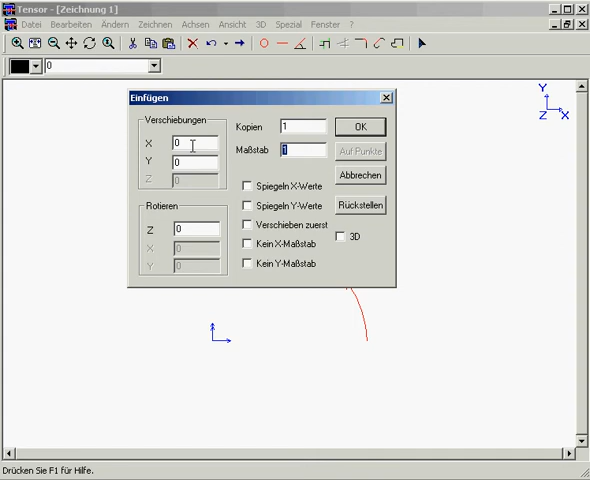 Tensor - [Zeichnung 1]
Datei Bearbeiten Ändern Zeichnen Achsen Ansicht 3D Spezial Fenster ?
0
Y
Z X
Einfügen
Verschiebungen
X 0
Y 0
Z 0
Rotieren
Z 0
X 0
Y 0
Kopien 1
Maßstab 1
Spiegeln X-Werte
Spiegeln Y-Werte
Verschieben zuerst
Kein X-Maßstab
Kein Y-Maßstab
OK
Auf Punkte
Abbrechen
Rückstellen
3D
Drücken Sie F1 für Hilfe.